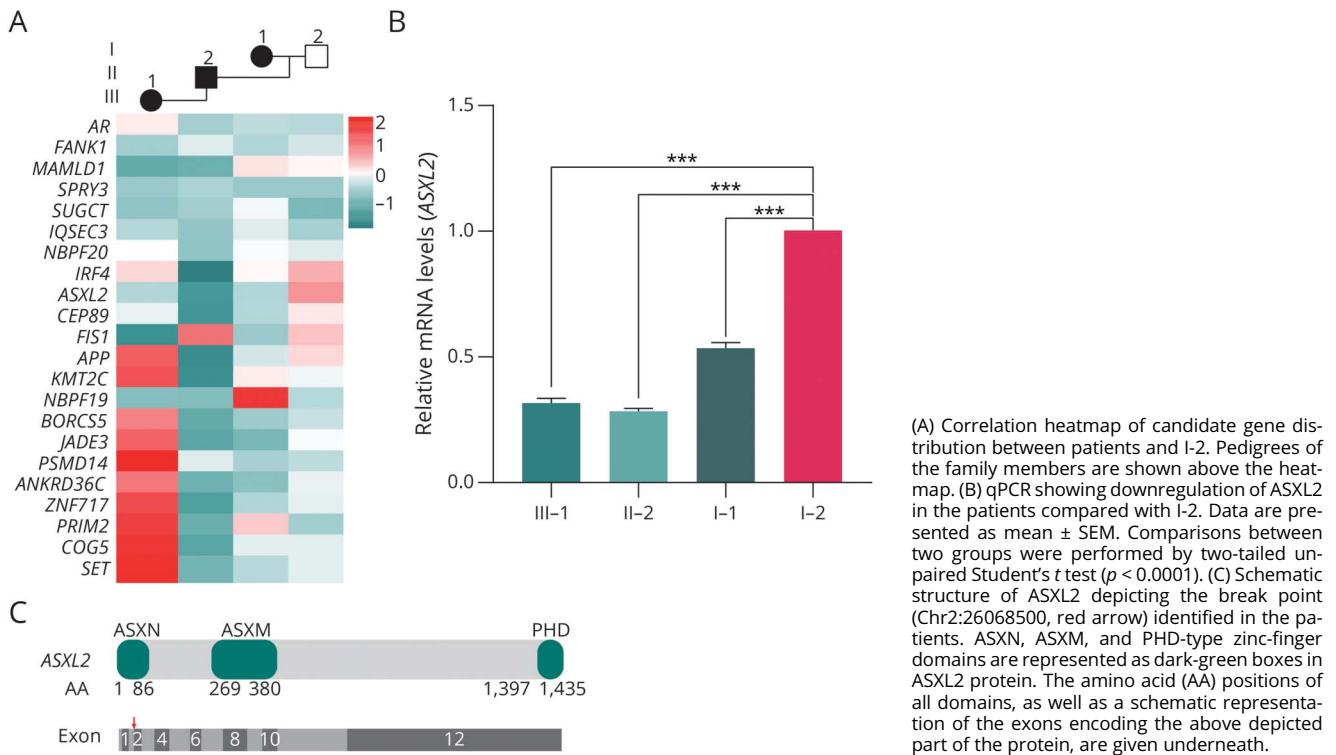 A
I
II
III
1
2
1
2
AR
FANK1
MAMLD1
SPRY3
SUGCT
IQSEC3
NBPF20
IRF4
ASXL2
CEP89
FIS1
APP
KMT2C
NBPF19
BORCS5
JADE3
PSMD14
ANKRD36C
ZNF717
PRIM2
COG5
SET
2
1
0
−1
B
Relative mRNA levels (ASXL2)
1.5
1.0
0.5
0.0
***
***
***
III–1 II–2 I–1 I–2
C
ASXN ASXM PHD
ASXL2
AA 1 86 269 380 1,397 1,435
Exon 1 2 4 6 8 10 12
(A) Correlation heatmap of candidate gene dis-
tribution between patients and I-2. Pedigrees of
the family members are shown above the heat-
map. (B) qPCR showing downregulation of ASXL2
in the patients compared with I-2. Data are pre-
sented as mean ± SEM. Comparisons between
two groups were performed by two-tailed un-
paired Student's t test (p < 0.0001). (C) Schematic
structure of ASXL2 depicting the break point
(Chr2:26068500, red arrow) identified in the pa-
tients. ASXN, ASXM, and PHD-type zinc-finger
domains are represented as dark-green boxes in
ASXL2 protein. The amino acid (AA) positions of
all domains, as well as a schematic representa-
tion of the exons encoding the above depicted
part of the protein, are given underneath.